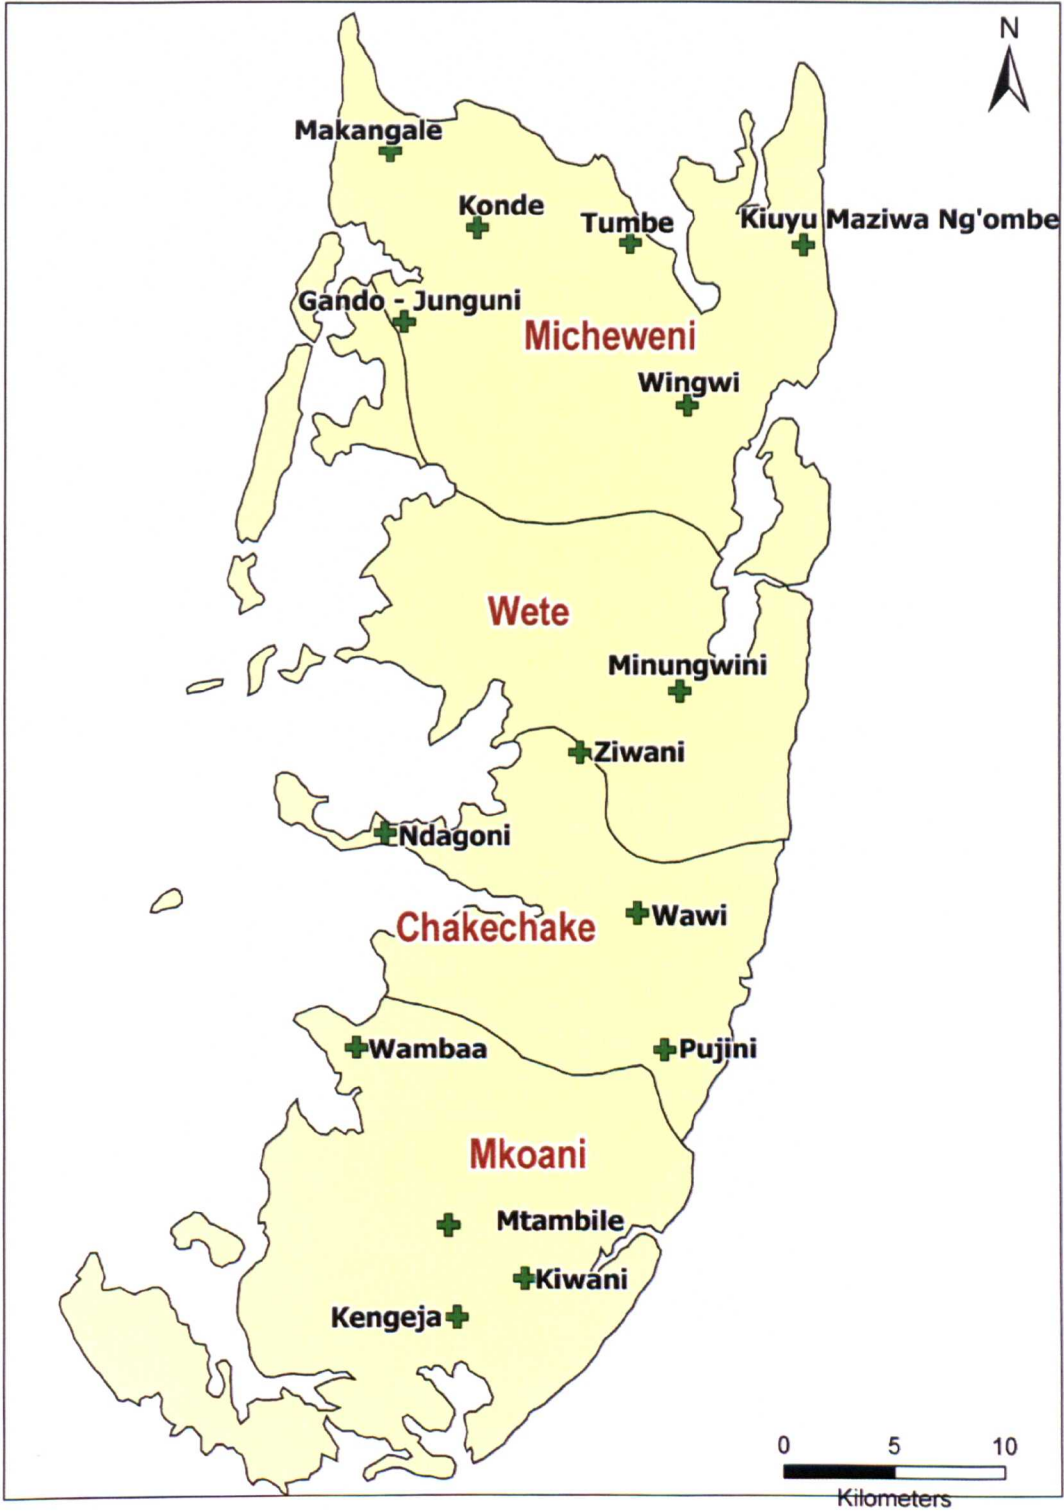 N
Makangale
Konde
Tumbe
Kiuyu Maziwa Ng'ombe
Gando - Junguni
Micheweni
Wingwi
Wete
Minungwini
Ziwani
Ndagoni
Wawi
Chakechake
Wambaa
Pujini
Mkoani
Mtambile
Kiwani
Kengeja
0 5 10
Kilometers